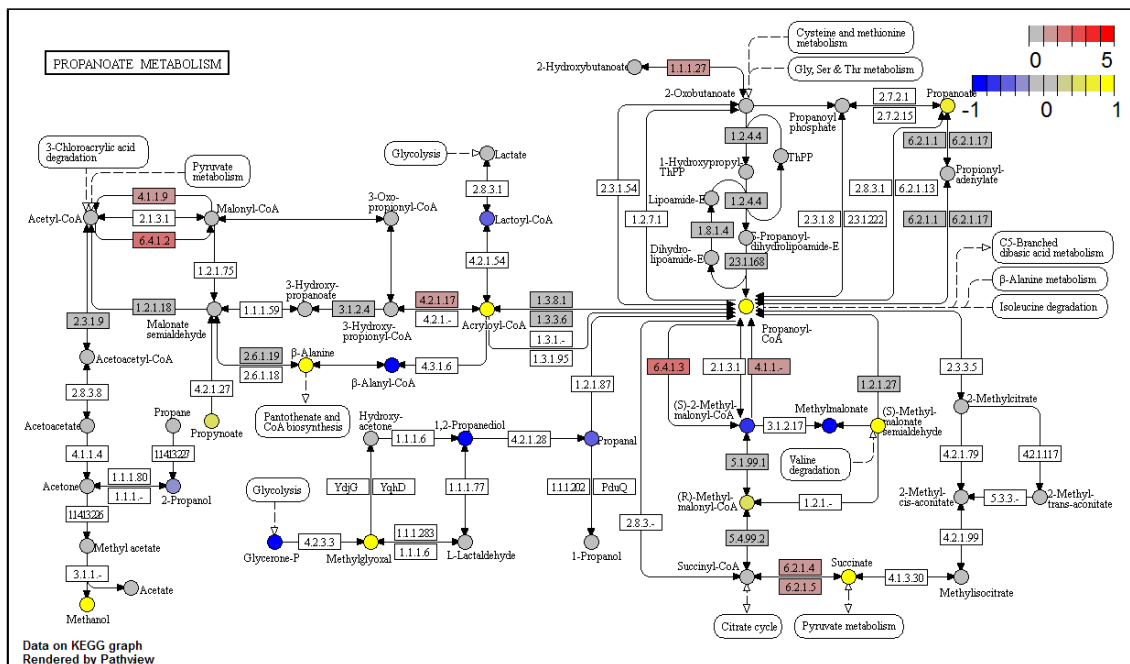 PROPANOATE METABOLISM
Cysteine and methionine
metabolism
Gly, Ser & Thr metabolism
0
5
-1
0
1
2-Hydroxybutanoate
1.1.1.27
2-Oxobutanoate
Propanoyl
phosphate
2.7.2.1
2.7.2.15
Propanoate
3-Chloroacrylic acid
degradation
Pyruvate
metabolism
Glycolysis
Lactate
1.2.4.4
ThPP
1-Hydroxypropyl-
ThPP
6.2.1.1
6.2.1.17
Propionyl-
adenylate
Acetyl-CoA
4.1.1.9
2.1.3.1
6.4.1.2
Malonyl-CoA
3-Oxo-
propionyl-CoA
2.8.3.1
Lactoyl-CoA
2.3.1.54
1.2.7.1
Lipoamide-E
1.2.4.4
1.8.1.4
2.3.1.8
2.3.1.222
2.8.3.1
6.2.1.13
6.2.1.1
6.2.1.17
Dihydro-
lipoamide-E
S-Propanoyl-
dihydrolipoamide-E
2.3.1.168
C5-Branched
dibasic acid metabolism
β-Alanine metabolism
Isoleucine degradation
1.2.1.75
4.2.1.54
3-Hydroxy-
propanoate
1.2.1.18
Malonate
semialdehyde
1.1.1.59
3.1.2.4
3-Hydroxy-
propionyl-CoA
4.2.1.17
4.2.1.-
Acryloyl-CoA
1.3.8.1
1.3.3.6
1.3.1.-
1.3.1.95
Propanoyl-
CoA
2.3.1.9
Acetoacetyl-CoA
2.6.1.19
2.6.1.18
β-Alanine
β-Alanyl-CoA
4.3.1.6
6.4.1.3
2.1.3.1
4.1.1.-
1.2.1.27
2.3.3.5
2.8.3.8
4.2.1.27
Propynoate
Pantothenate and
CoA biosynthesis
1.2.1.87
(S)-2-Methyl-
malonyl-CoA
3.1.2.17
Methylmalonate
(S)-Methyl-
malonate
semialdehyde
2-Methylcitrate
Acetoacetate
Propane
Hydroxy-
acetone
1.1.1.6
1,2-Propanediol
4.2.1.28
Propanal
4.1.1.4
1.14.13.227
Valine
degradation
5.1.99.1
4.2.1.79
4.2.1.117
Acetone
1.1.1.80
1.1.1.-
2-Propanol
Glycolysis
YdjG
YqhD
1.1.1.77
1.1.1.202
PduQ
2.8.3.-
(R)-Methyl-
malonyl-CoA
1.2.1.-
2-Methyl-
cis-aconitate
5.3.3.-
2-Methyl-
trans-aconitate
1.14.13.226
Methyl acetate
Glycerone-P
4.2.3.3
Methylglyoxal
1.1.1.283
1.1.1.6
L-Lactaldehyde
1-Propanol
5.4.99.2
4.2.1.99
3.1.1.-
Acetate
Methanol
Succinyl-CoA
6.2.1.4
6.2.1.5
Succinate
4.1.3.30
Methylisocitrate
Citrate cycle
Pyruvate metabolism
Data on KEGG graph
Rendered by Pathview